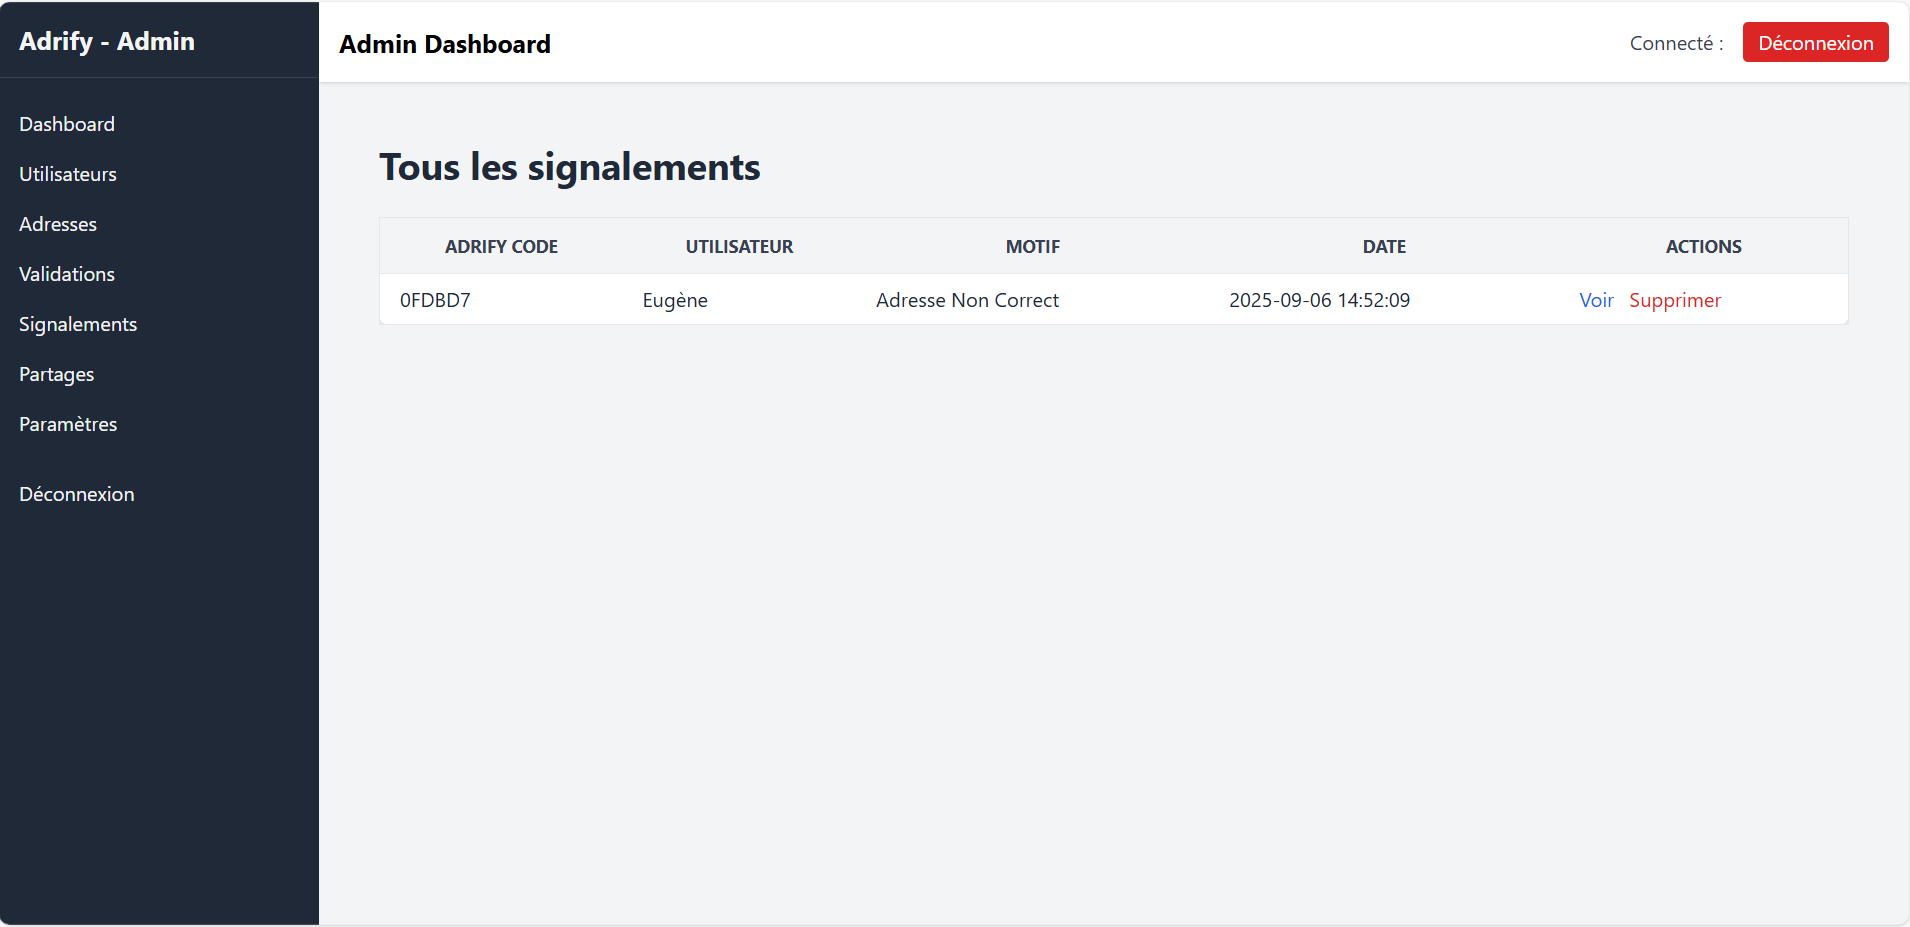 Adrify - Admin
Dashboard
Utilisateurs
Adresses
Validations
Signalements
Partages
Paramètres
Déconnexion
Admin Dashboard
Connecté :
Déconnexion
Tous les signalements
ADRIFY CODE UTILISATEUR MOTIF DATE ACTIONS
0FDBD7 Eugène Adresse Non Correct 2025-09-06 14:52:09 Voir Supprimer